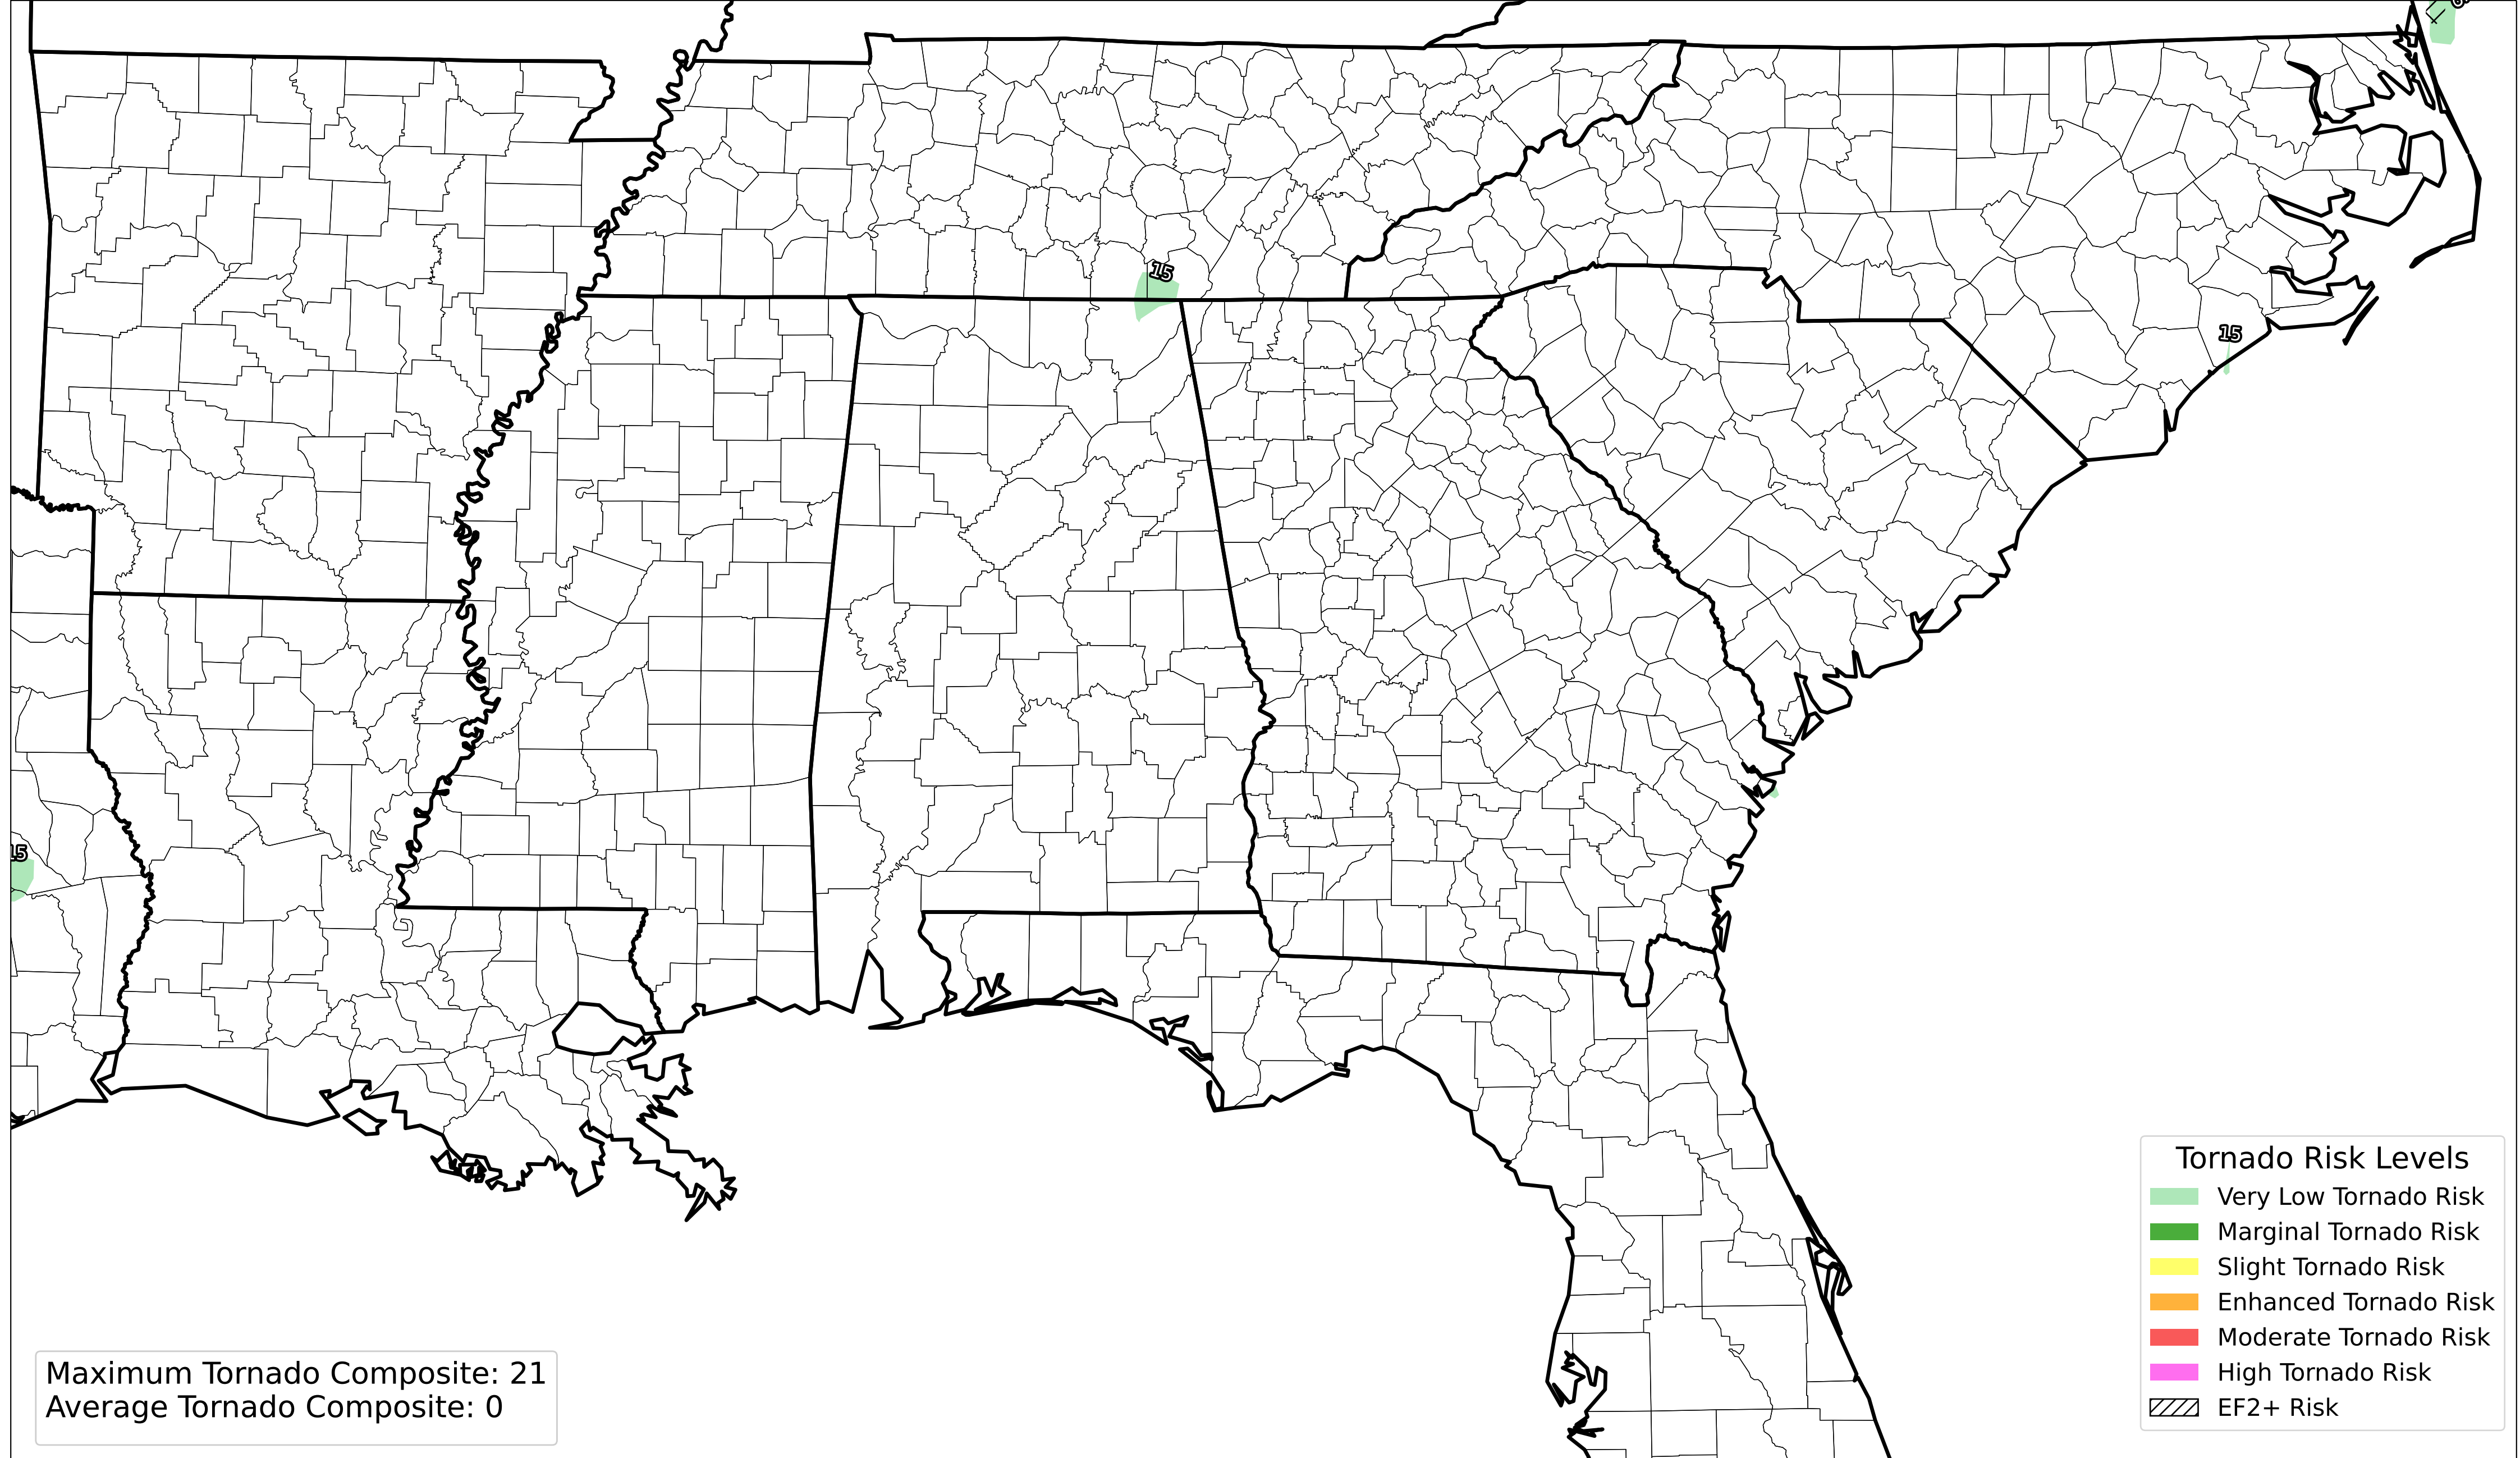 15
15
15
Tornado Risk Levels
Very Low Tornado Risk
Marginal Tornado Risk
Slight Tornado Risk
Enhanced Tornado Risk
Moderate Tornado Risk
High Tornado Risk
EF2+ Risk
Maximum Tornado Composite: 21
Average Tornado Composite: 0